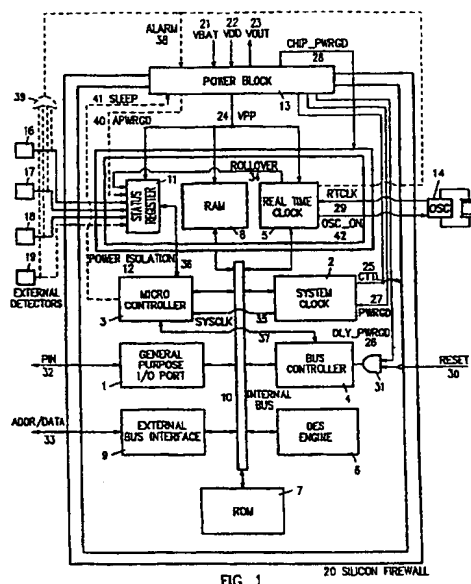 21 22 23
VBAT VDD VOUT
ALARM
38
CHIP_PWRGD
28
POWER BLOCK
13
41 SLEEP
40 APWRGD
39
24 VPP
16
17
18
19
EXTERNAL
DETECTORS
11
STATUS
REGISTER
ROLLOVER
34
RAM
8
REAL TIME
CLOCK
5
RTCLK
29
OSC_ON
42
14
OSC
POWER ISOLATION
12
36
MICRO
CONTROLLER
3
SYSCLK
35
37
2
SYSTEM
CLOCK
25
CTD
27
PWRGD
DLY_PWRGD
26
PIN
32
GENERAL
PURPOSE
I/O PORT
1
10
INTERNAL
BUS
BUS
CONTROLLER
4
31
RESET
30
ADDR/DATA
33
EXTERNAL
BUS INTERFACE
9
DES
ENGINE
6
ROM
7
20 SILICON FIREWALL
FIG. 1